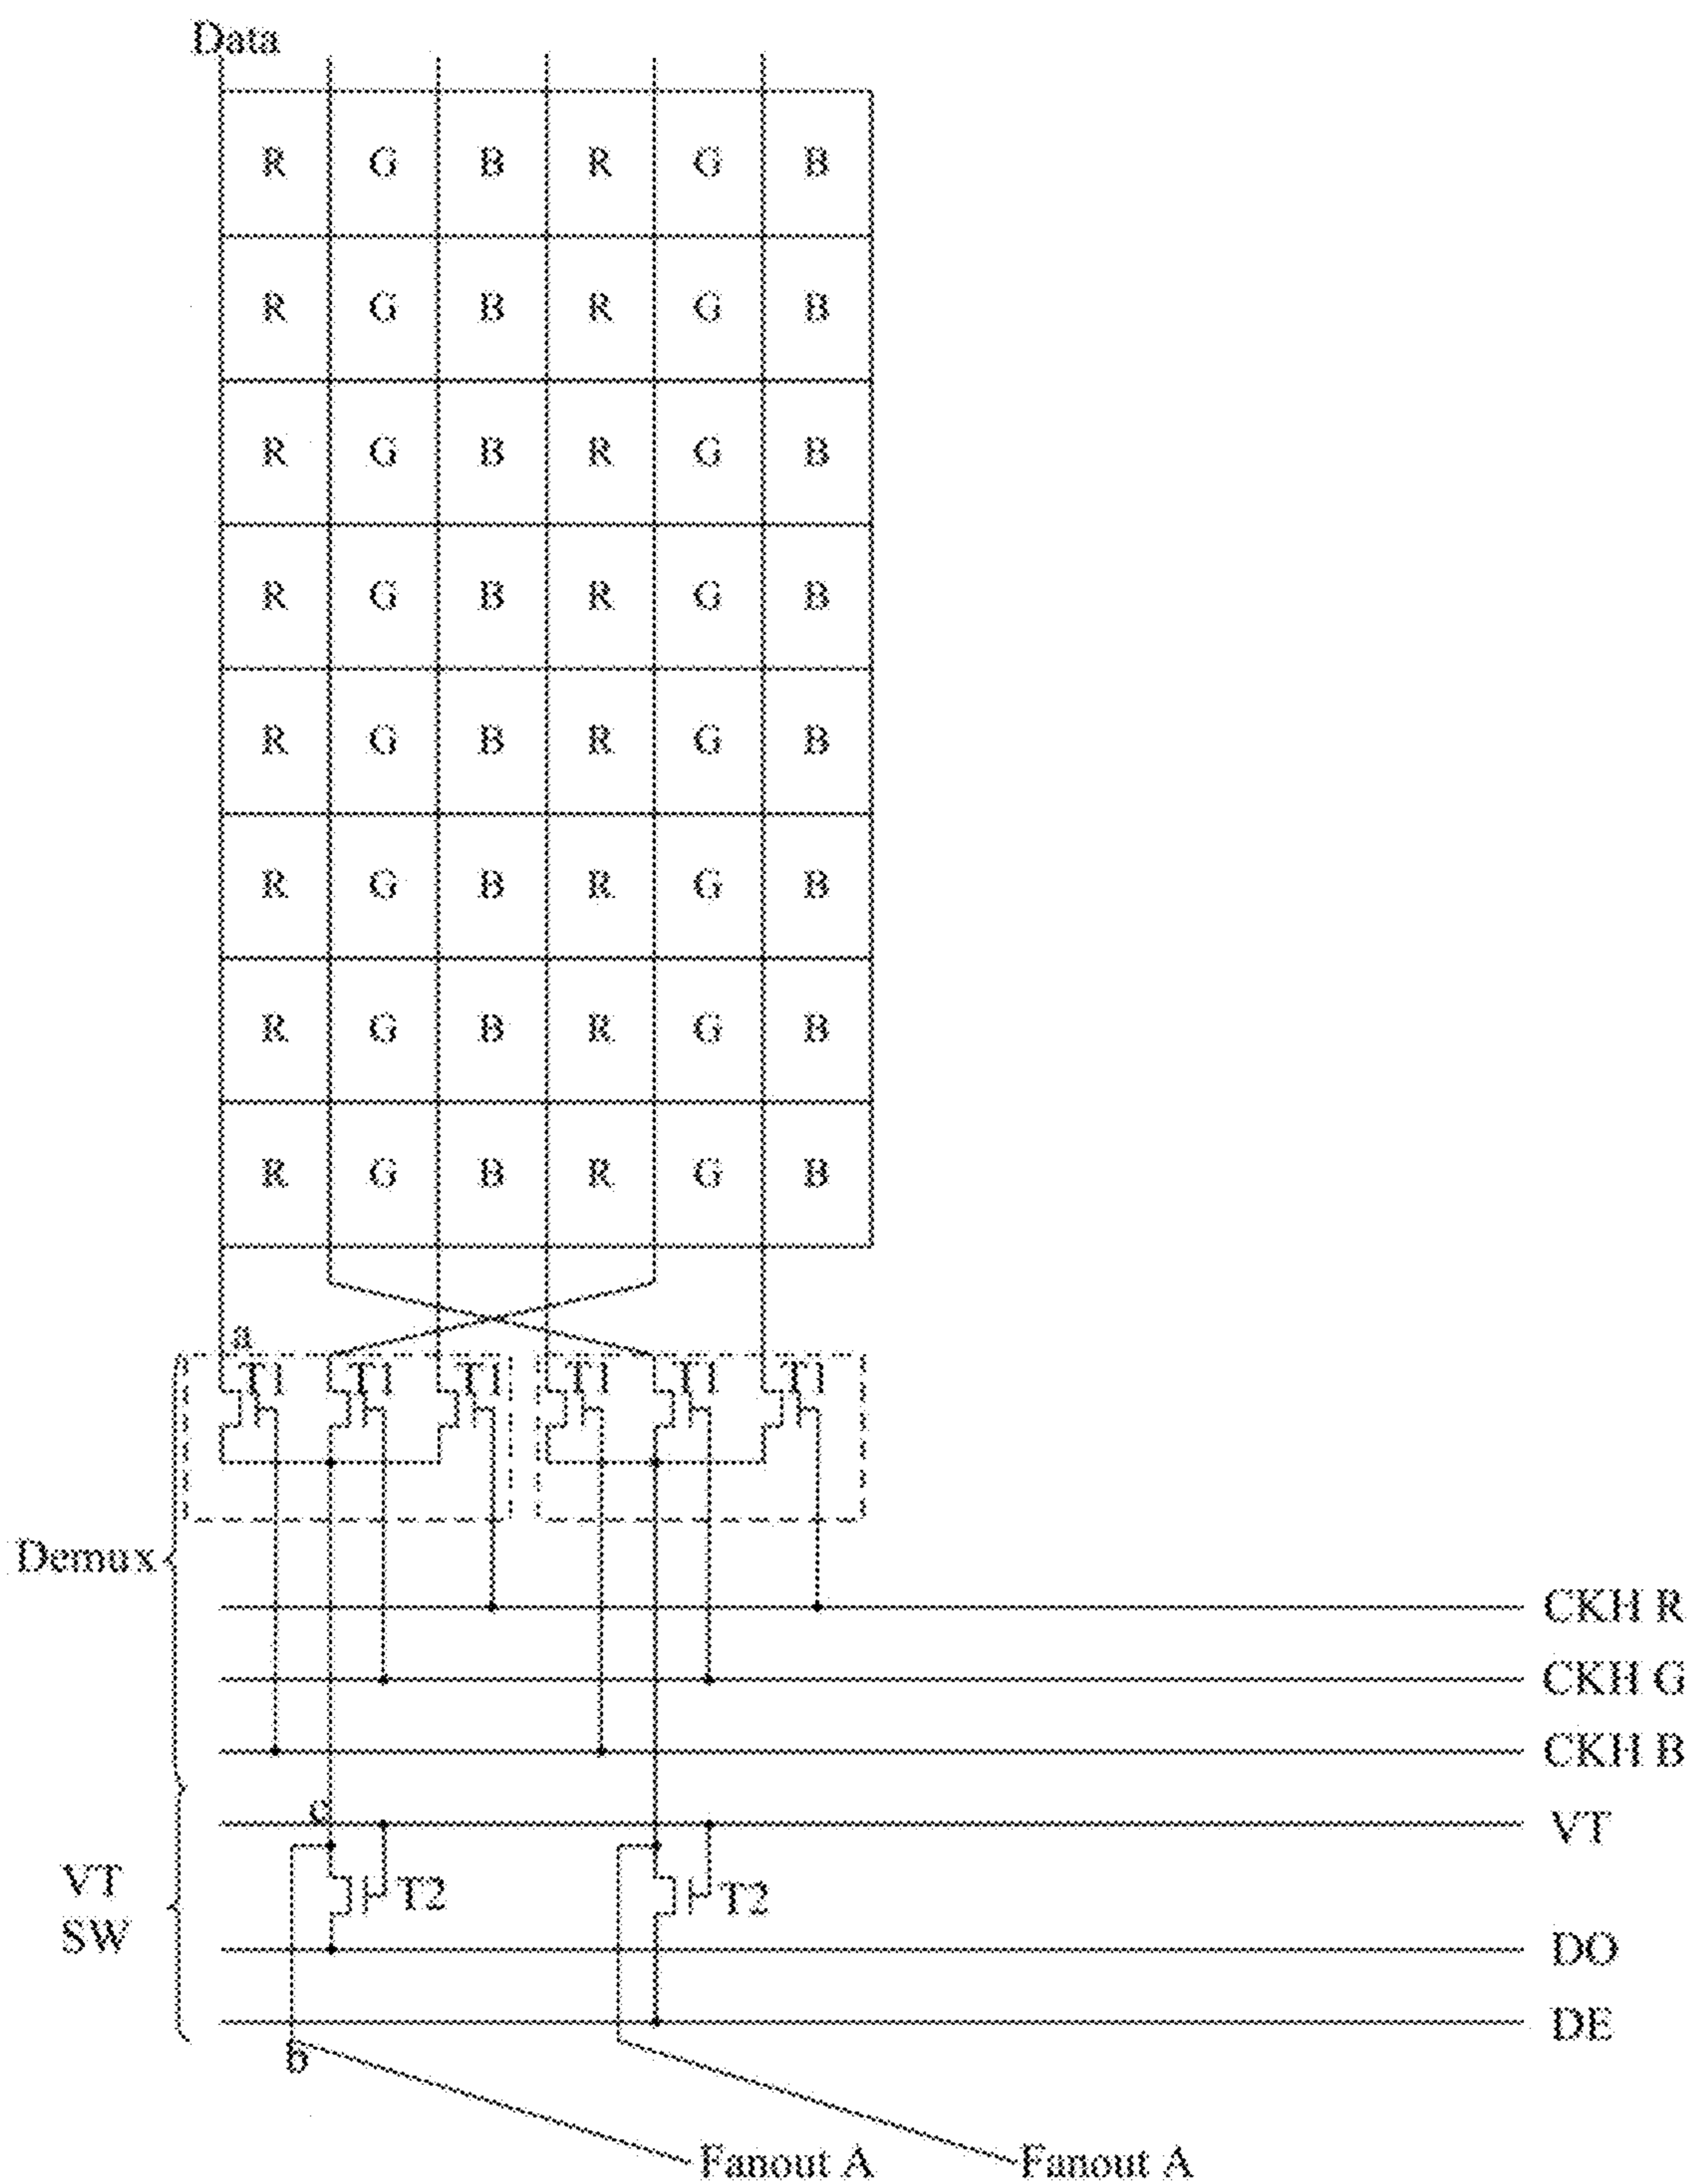 Data
R G B R G B
R G B R G B
R G B R G B
R G B R G B
R G B R G B
R G B R G B
R G B R G B
R G B R G B
a
T1 T1 T1 T1 T1 T1
Demux
CKH R
CKH G
CKH B
c
VT
VT
SW
T2 T2
DO
DE
b
Fanout A Fanout A